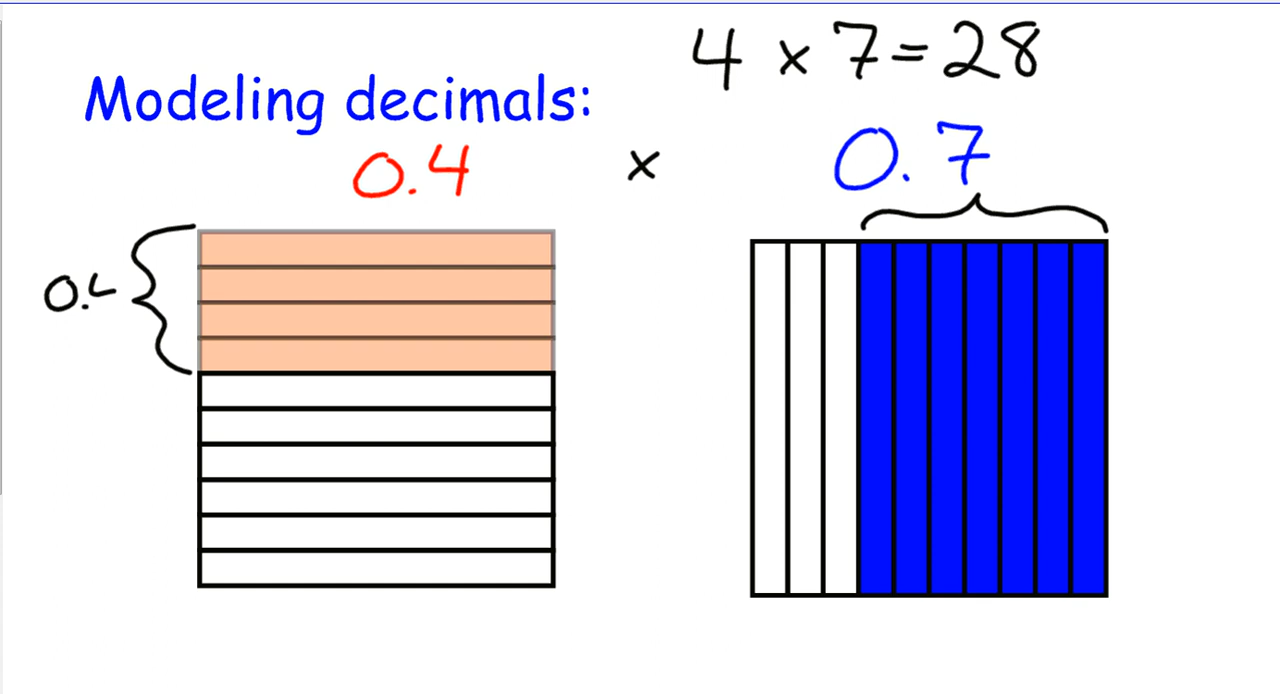 4 × 7 = 28
Modeling decimals:
0.4 × 0.7